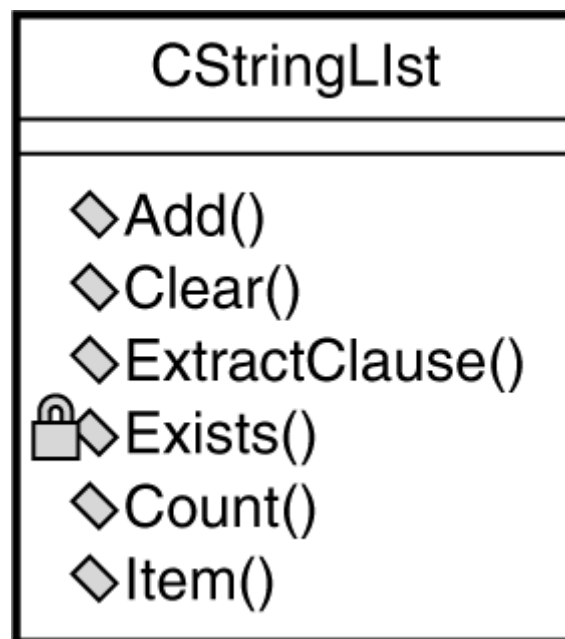 CStringLIst
Add()
Clear()
ExtractClause()
Exists()
Count()
Item()